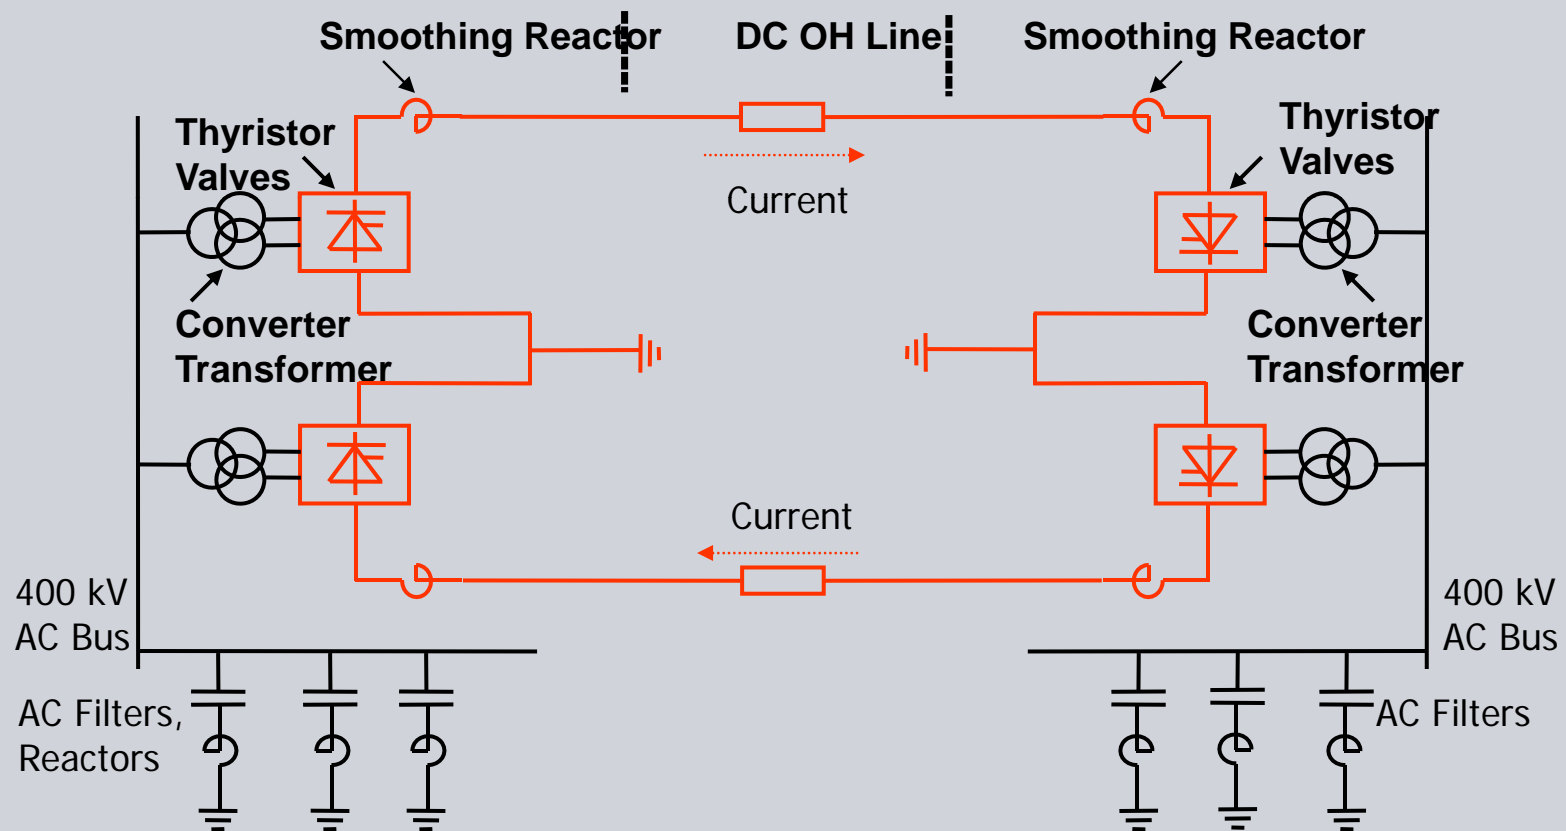 Smoothing Reactor
DC OH Line
Smoothing Reactor
Thyristor
Valves
Thyristor
Valves
Current
Converter
Transformer
Converter
Transformer
Current
400 kV
AC Bus
400 kV
AC Bus
AC Filters,
Reactors
AC Filters